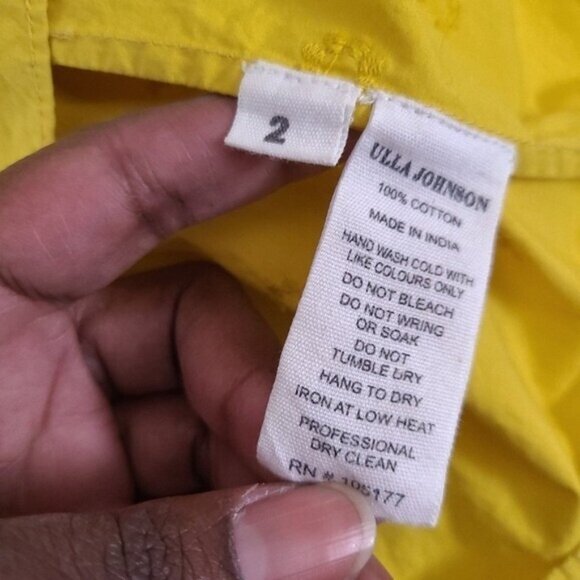 2
ULLA JOHNSON
100% COTTON
MADE IN INDIA
HAND WASH COLD WITH
LIKE COLOURS ONLY
DO NOT BLEACH
DO NOT WRING
OR SOAK
DO NOT
TUMBLE DRY
HANG TO DRY
IRON AT LOW HEAT
PROFESSIONAL
DRY CLEAN
RN #